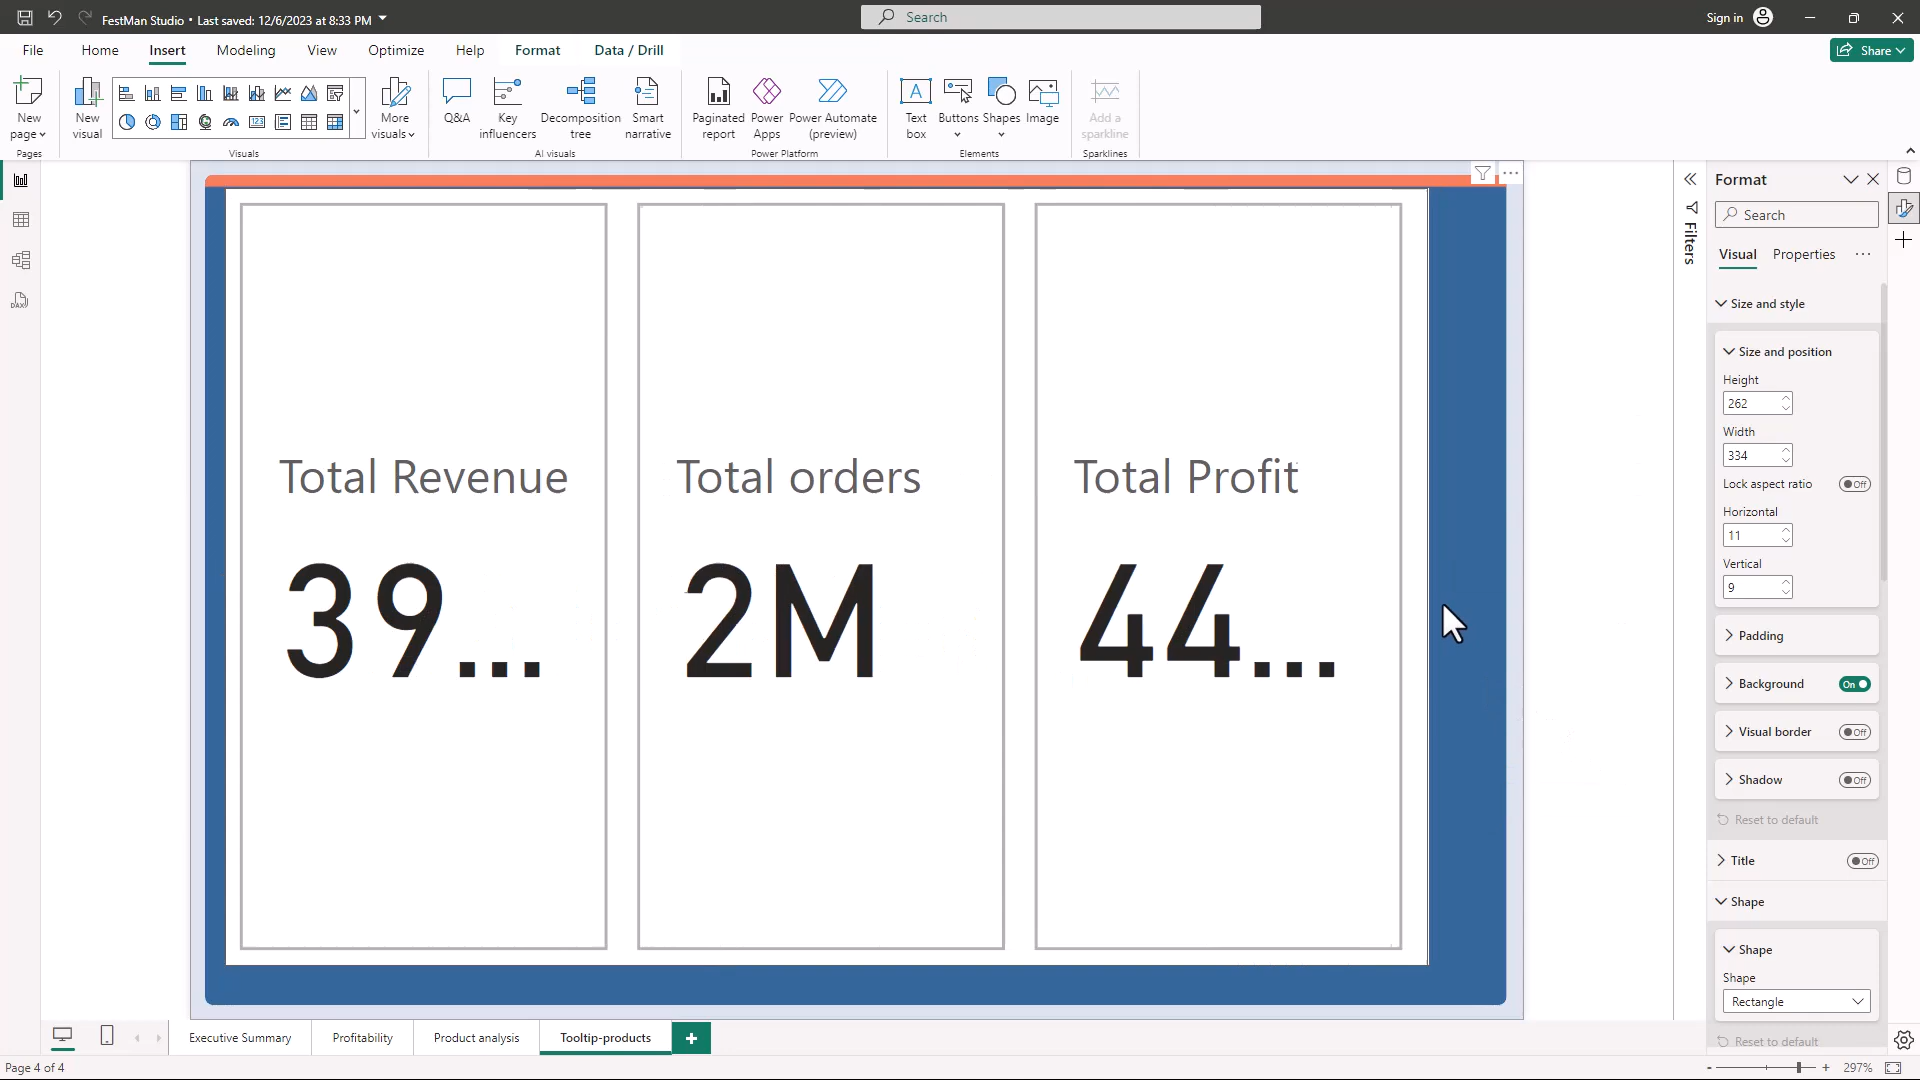 FestMan Studio • Last saved: 12/6/2023 at 8:33 PM
Search
Sign in
File
Home
Insert
Modeling
View
Optimize
Help
Format
Data / Drill
Share
New page
Pages
New visual
More visuals
Visuals
Q&A
Key influencers
Decomposition tree
Smart narrative
AI visuals
Paginated report
Power Apps
Power Automate (preview)
Power Platform
Text box
Buttons
Shapes
Image
Elements
Add a sparkline
Sparklines
Total Revenue
39...
Total orders
2M
Total Profit
44...
Filters
Format
Search
Visual
Properties
Size and style
Size and position
Height
262
Width
334
Lock aspect ratio
Off
Horizontal
11
Vertical
9
Padding
Background
On
Visual border
Off
Shadow
Off
Reset to default
Title
Off
Shape
Shape
Shape
Rectangle
Reset to default
Executive Summary
Profitability
Product analysis
Tooltip-products
Page 4 of 4
- + 297%